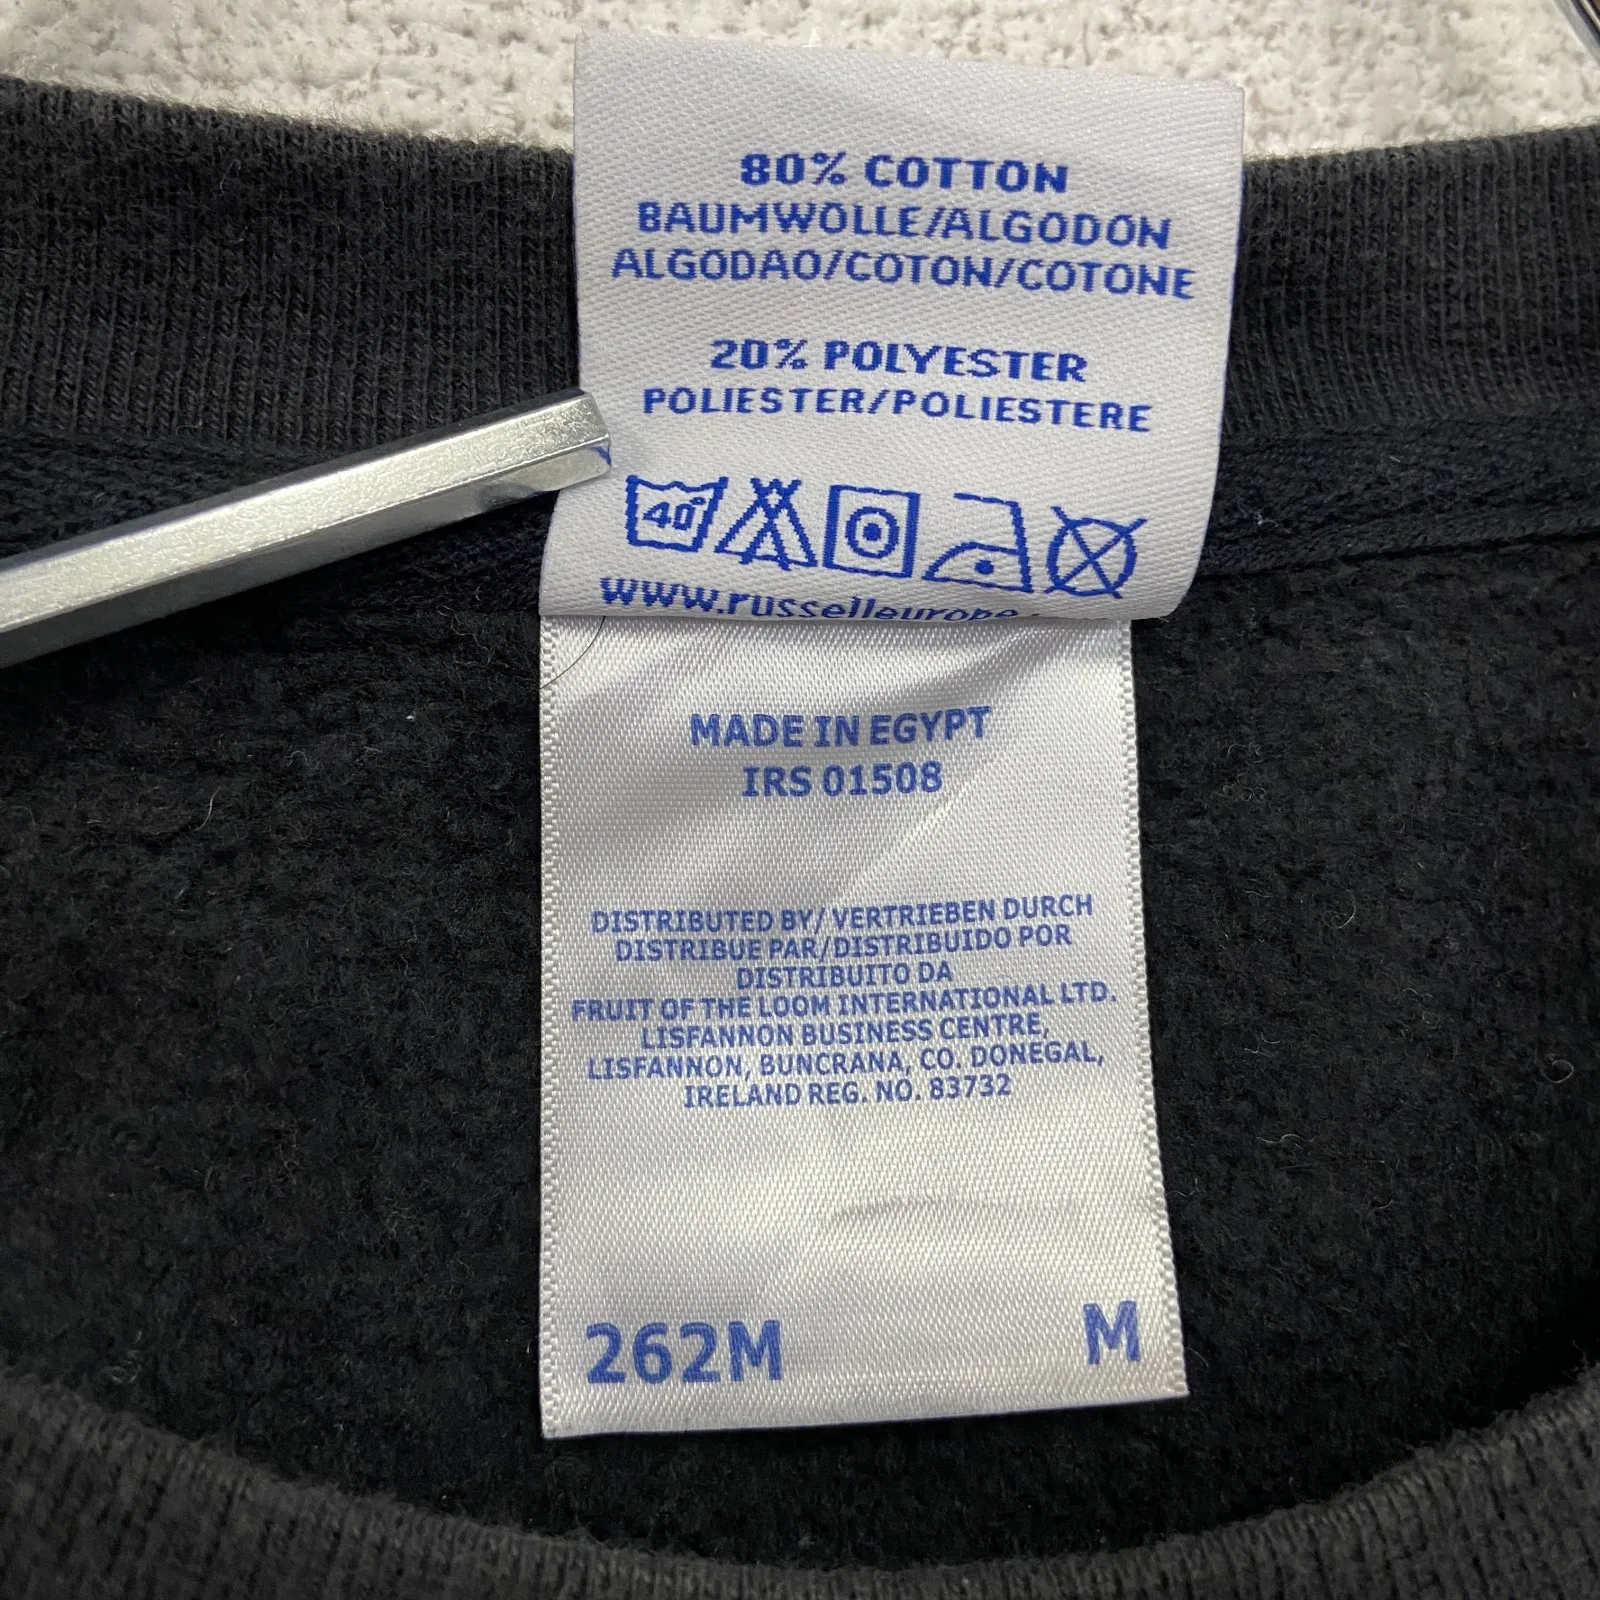 80% COTTON
BAUMWOLLE/ALGODON
ALGODAO/COTON/COTONE
20% POLYESTER
POLIESTER/POLIESTERE
40°
www.russelleurope.
MADE IN EGYPT
IRS 01508
DISTRIBUTED BY/ VERTRIEBEN DURCH
DISTRIBUE PAR/DISTRIBUIDO POR
DISTRIBUITO DA
FRUIT OF THE LOOM INTERNATIONAL LTD.
LISFANNON BUSINESS CENTRE,
LISFANNON, BUNCRANA, CO. DONEGAL,
IRELAND REG. NO. 83732
262M M